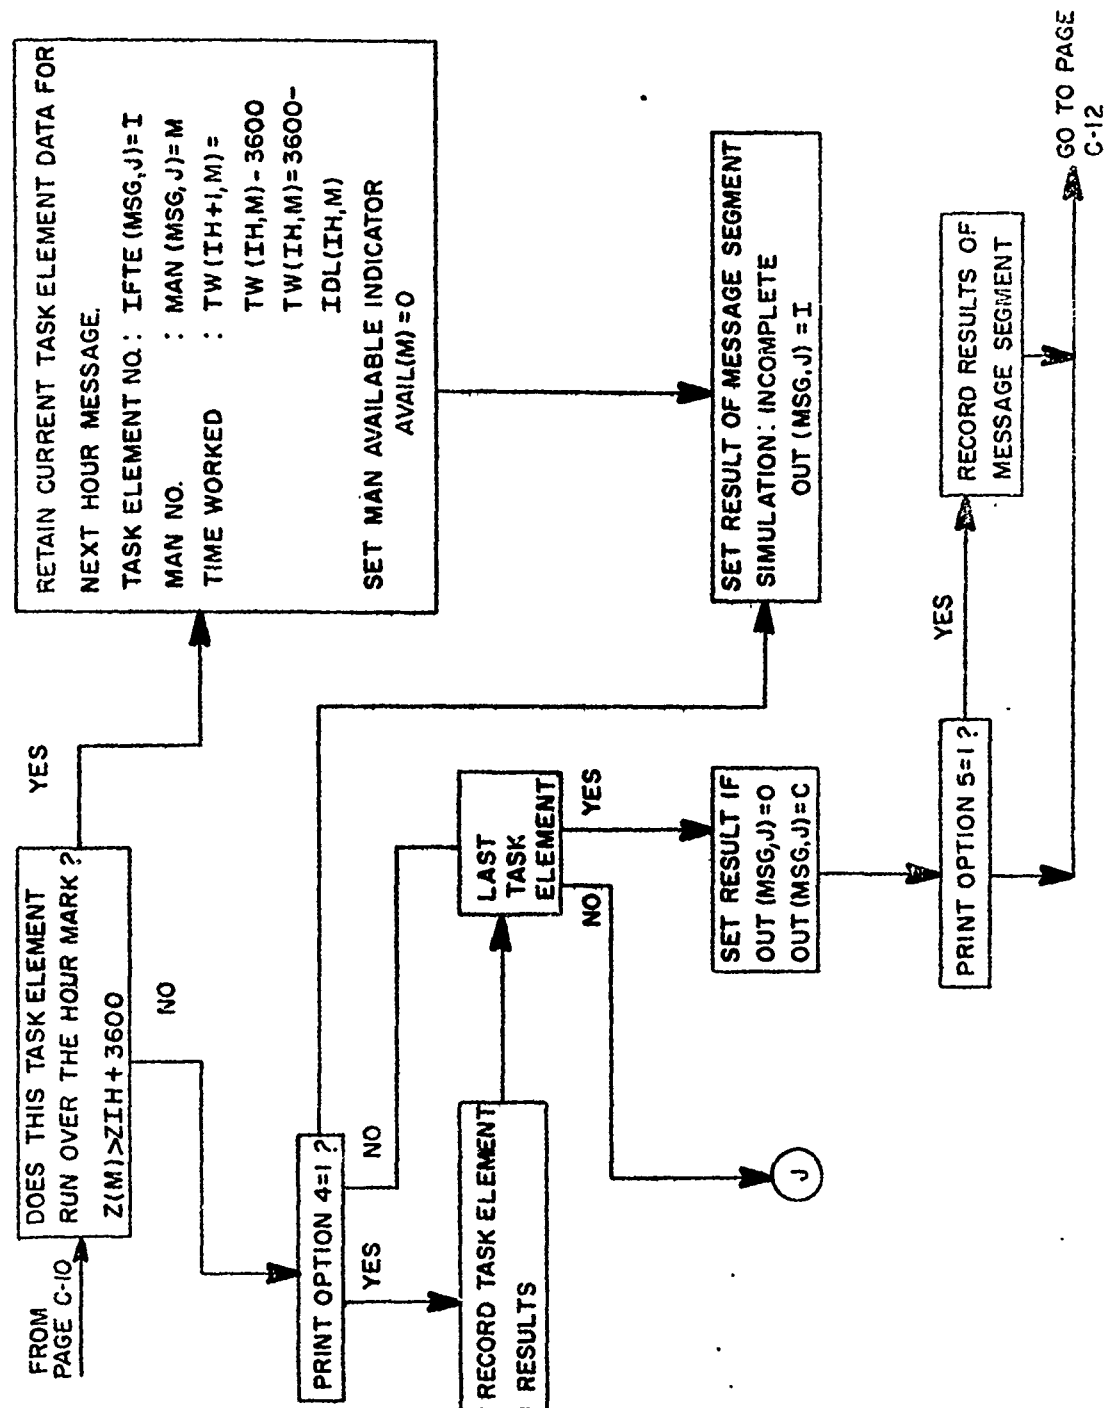 FROM
PAGE C-10
DOES THIS TASK ELEMENT
RUN OVER THE HOUR MARK?
Z(M)>ZIH+3600
YES
NO
RETAIN CURRENT TASK ELEMENT DATA FOR
NEXT HOUR MESSAGE.
TASK ELEMENT NO.: IFTE (MSG,J)=I
MAN NO. : MAN (MSG,J)=M
TIME WORKED : TW(IH+1,M)=
TW(IH,M)-3600
TW(IH,M)=3600-
IDL(IH,M)
SET MAN AVAILABLE INDICATOR
AVAIL(M)=0
PRINT OPTION 4=1?
YES
NO
RECORD TASK ELEMENT
RESULTS
LAST
TASK
ELEMENT
NO
YES
J
SET RESULT OF MESSAGE SEGMENT
SIMULATION: INCOMPLETE
OUT (MSG,J)=I
SET RESULT IF
OUT (MSG,J)=0
OUT (MSG,J)=C
PRINT OPTION 5=1?
YES
RECORD RESULTS OF
MESSAGE SEGMENT
GO TO PAGE
C-12